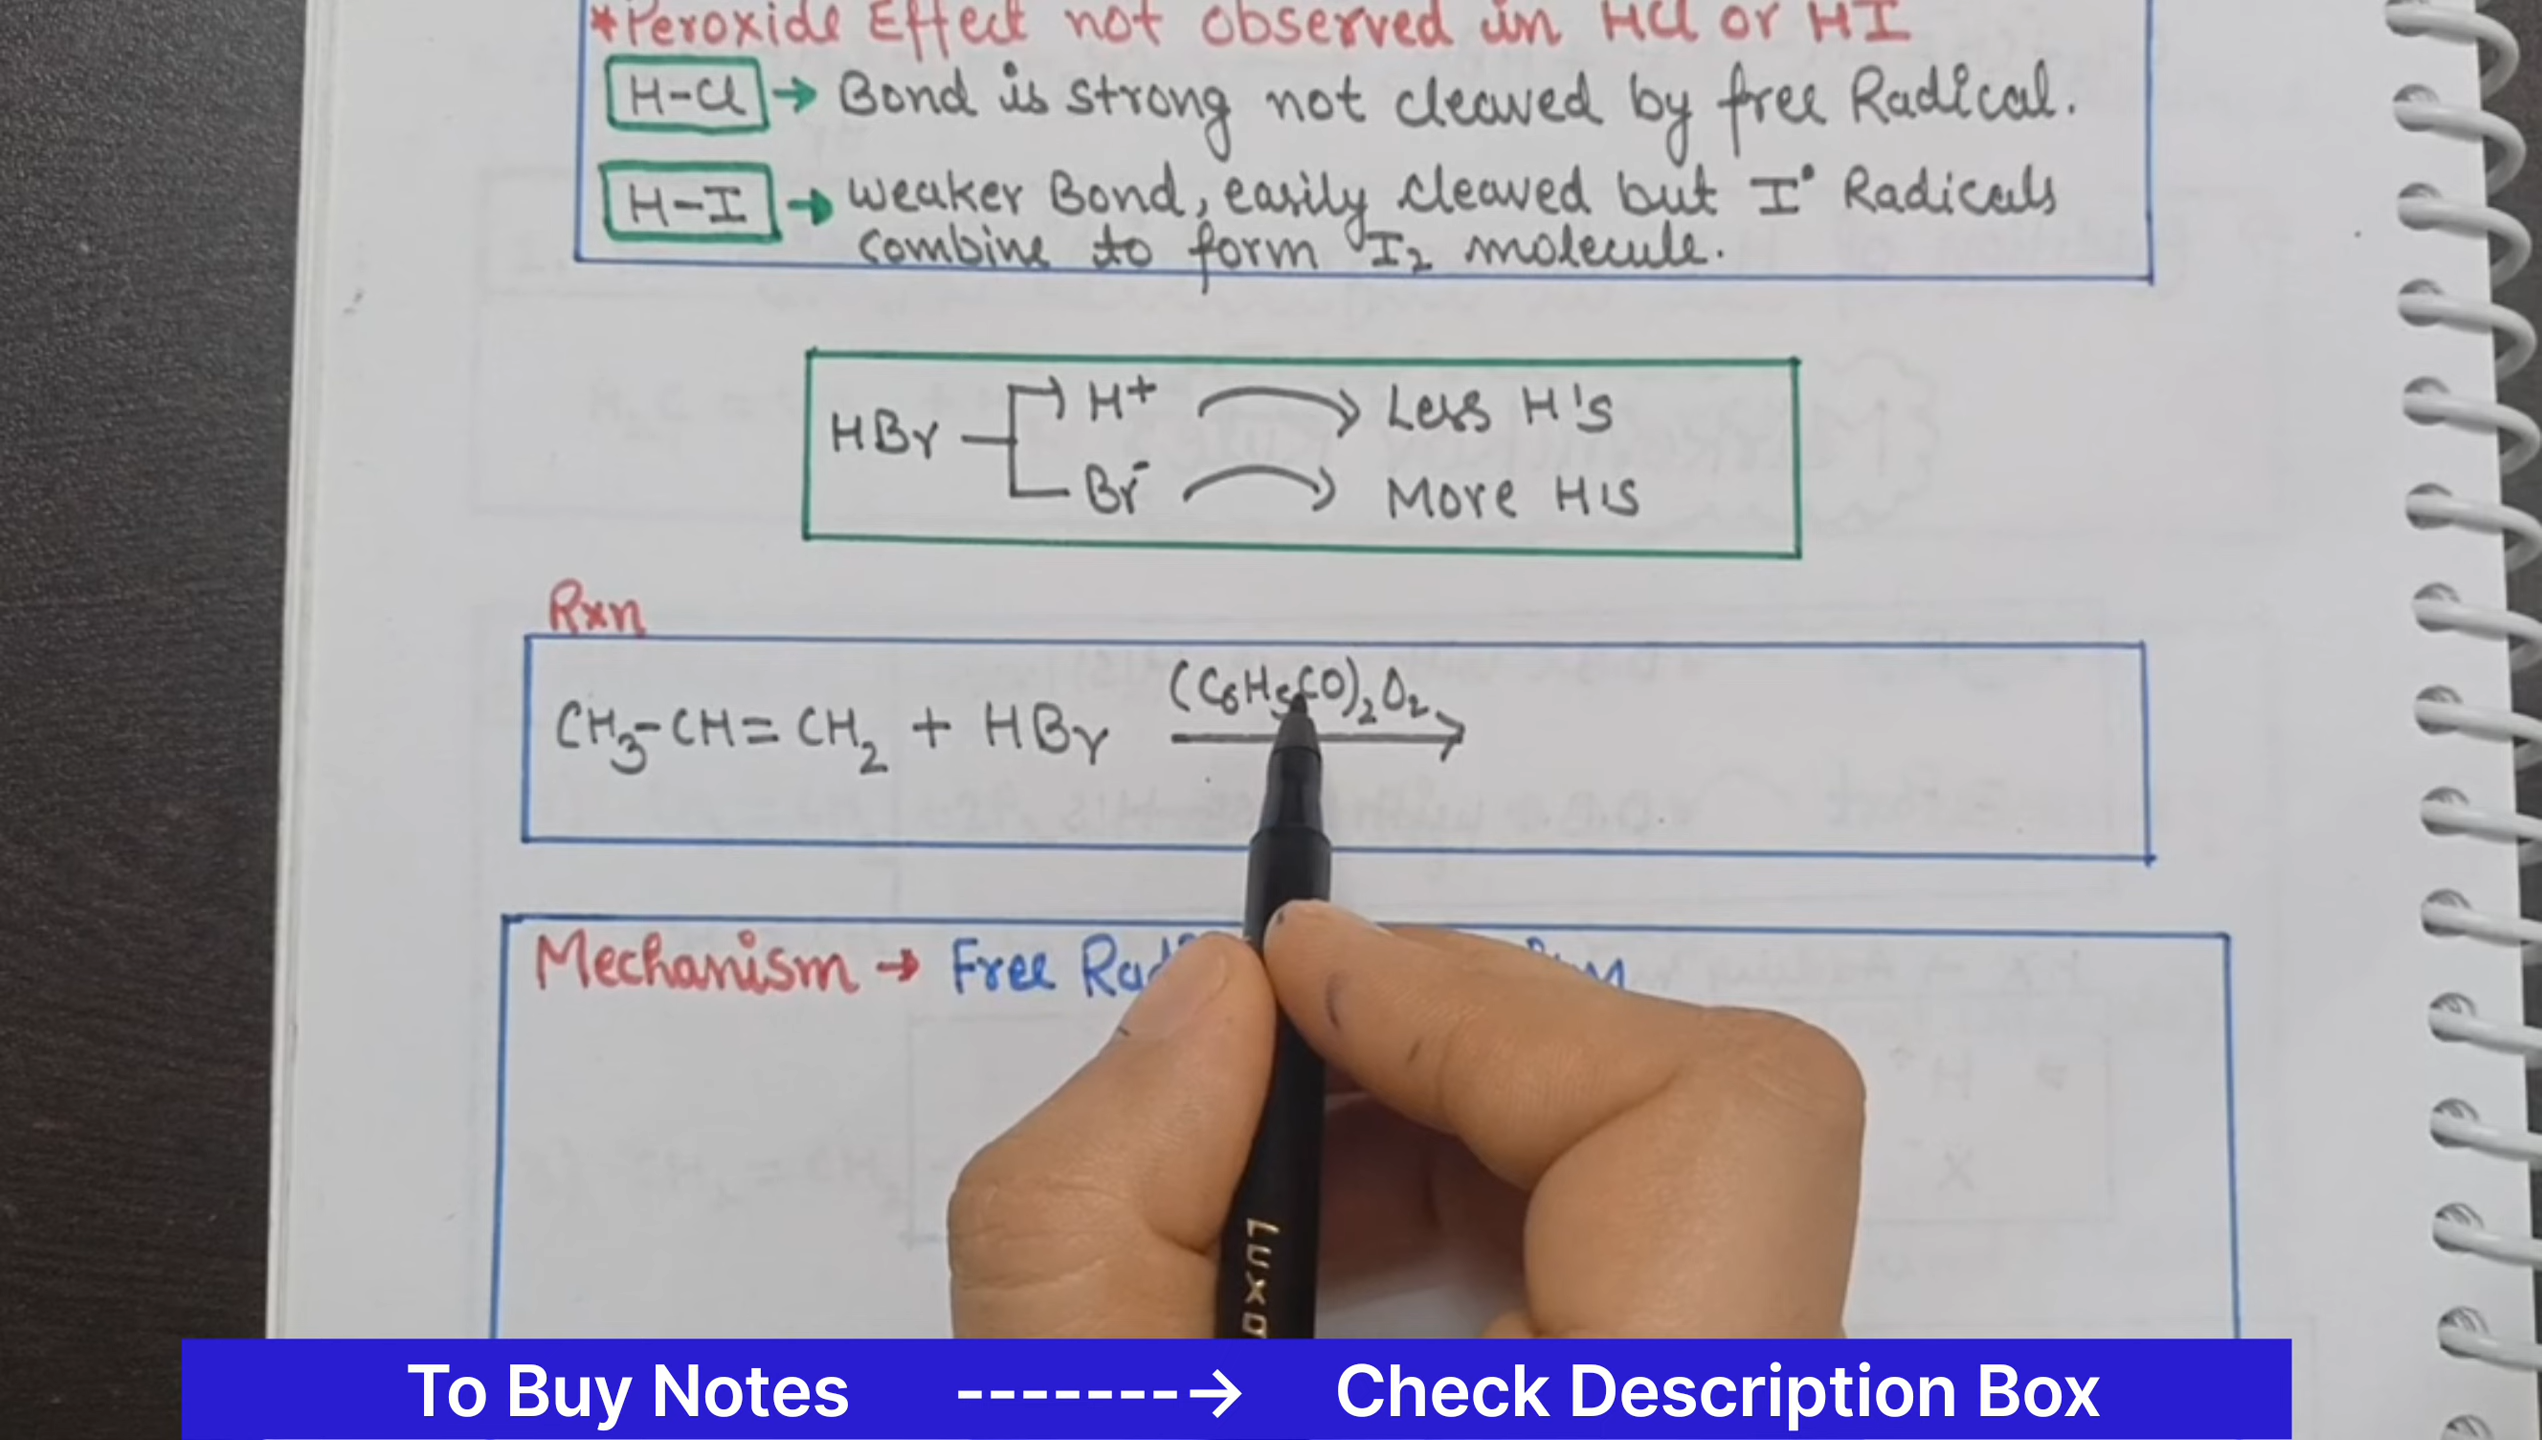 *Peroxide Effect not observed in HCl or HI
H-Cl → Bond is strong not cleaved by free Radical.
H-I → weaker Bond, easily cleaved but I• Radicals
combine to form I₂ molecule.
HBr
H+ Less H's
Br⁻ More H's
Rxn
CH₃-CH=CH₂ + HBr (C₆H₅CO)₂O₂ →
Mechanism → Free
To Buy Notes -------→ Check Description Box